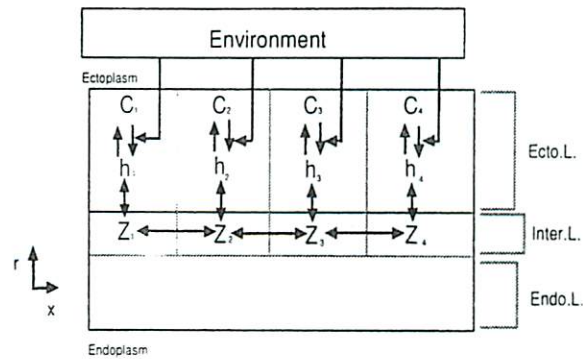 Environment
Ectoplasm
C₁ C₂ C₃ C₄
h₁ h₂ h₃ h₄
Ecto.L.
Z₁ Z₂ Z₃ Z₄
Inter.L.
r
x
Endo.L.
Endoplasm